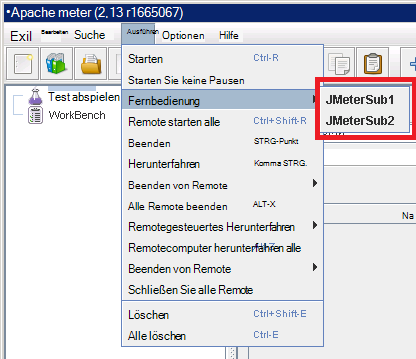 •Apache meter (2,13 r1665067)
Exil Bearbeiten Suche Ausführen Optionen Hilfe
Starten Ctrl-R
Starten Sie keine Pausen
Fernbedienung
JMeterSub1
JMeterSub2
Remote starten alle Ctrl+Shift-R
Beenden STRG-Punkt
Herunterfahren Komma STRG.
Beenden von Remote
Alle Remote beenden ALT-X
Remotegesteuertes Herunterfahren
Remotecomputer herunterfahren alle
Beenden von Remote
Schließen Sie alle Remote
Löschen Ctrl+Shift-E
Alle löschen Ctrl-E
Test abspielen
WorkBench
Na